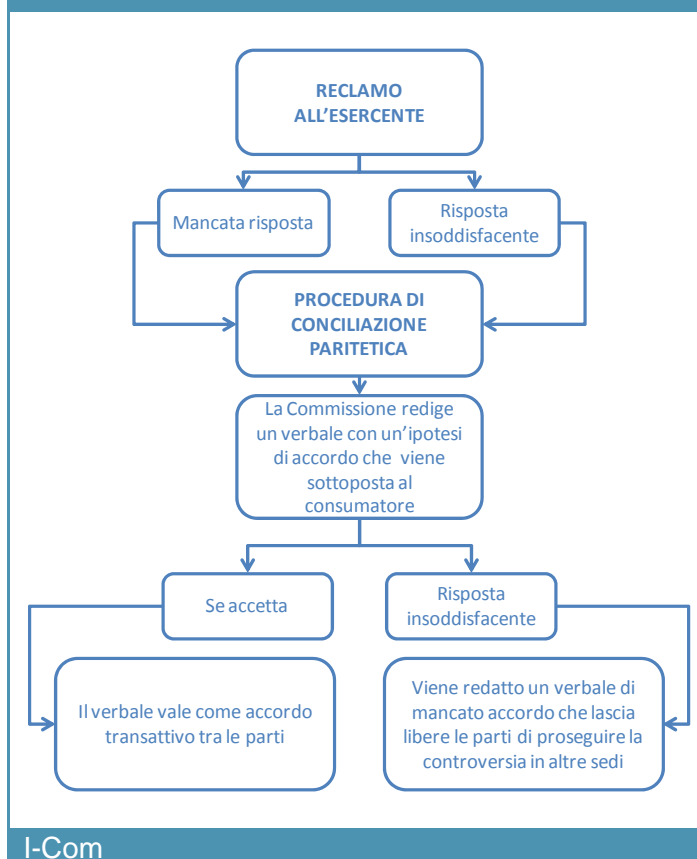 RECLAMO
ALL'ESERCENTE
Mancata risposta
Risposta
insoddisfacente
PROCEDURA DI
CONCILIAZIONE
PARITETICA
La Commissione redige
un verbale con un'ipotesi
di accordo che viene
sottoposta al
consumatore
Se accetta
Risposta
insoddisfacente
Il verbale vale come accordo
transattivo tra le parti
Viene redatto un verbale di
mancato accordo che lascia
libere le parti di proseguire la
controversia in altre sedi
I-Com